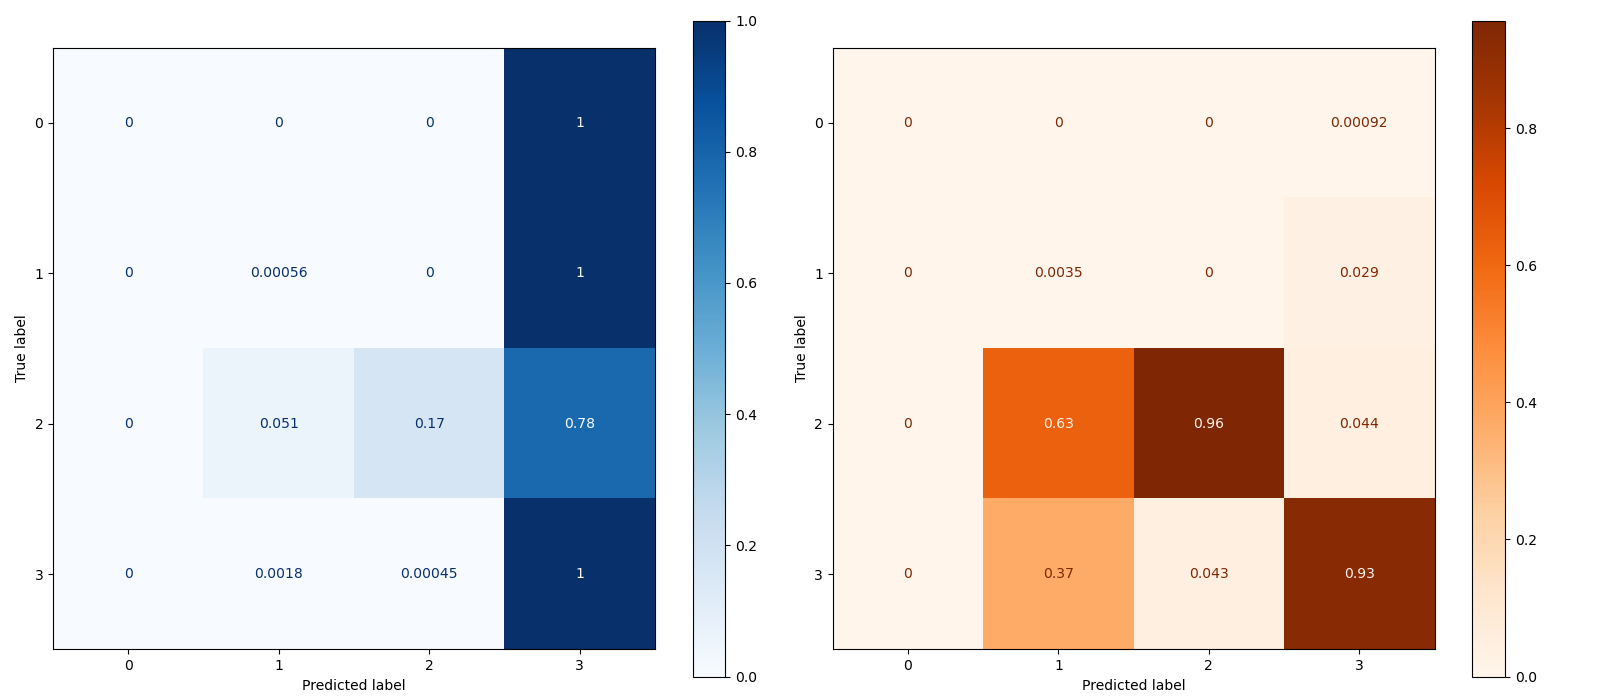 1.0
0 0 0 0 1
1 0 0.00056 0 1
2 0 0.051 0.17 0.78
3 0 0.0018 0.00045 1
0 1 2 3
True label
Predicted label
0.8
0.6
0.4
0.2
0.0
0 0 0 0 0.00092
1 0 0.0035 0 0.029
2 0 0.63 0.96 0.044
3 0 0.37 0.043 0.93
0 1 2 3
True label
Predicted label
0.8
0.6
0.4
0.2
0.0